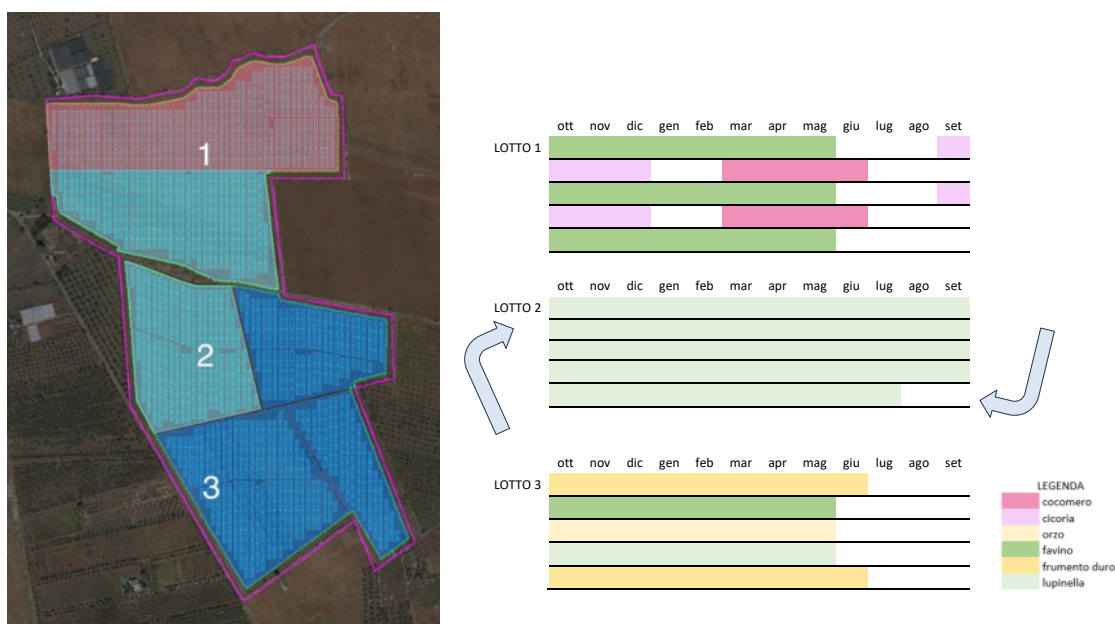 1
2
3
ott nov dic gen feb mar apr mag giu lug ago set
LOTTO 1
ott nov dic gen feb mar apr mag giu lug ago set
LOTTO 2
ott nov dic gen feb mar apr mag giu lug ago set
LOTTO 3
LEGENDA
cocomero
cicoria
orzo
favino
frumento duro
lupinella